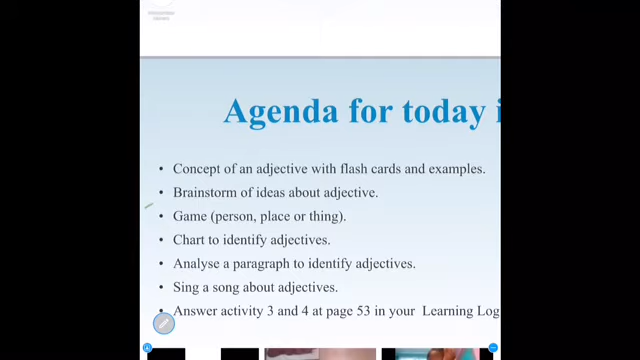 Agenda for today i
• Concept of an adjective with flash cards and examples.
• Brainstorm of ideas about adjective.
• Game (person, place or thing).
• Chart to identify adjectives.
• Analyse a paragraph to identify adjectives.
• Sing a song about adjectives.
• Answer activity 3 and 4 at page 53 in your Learning Log